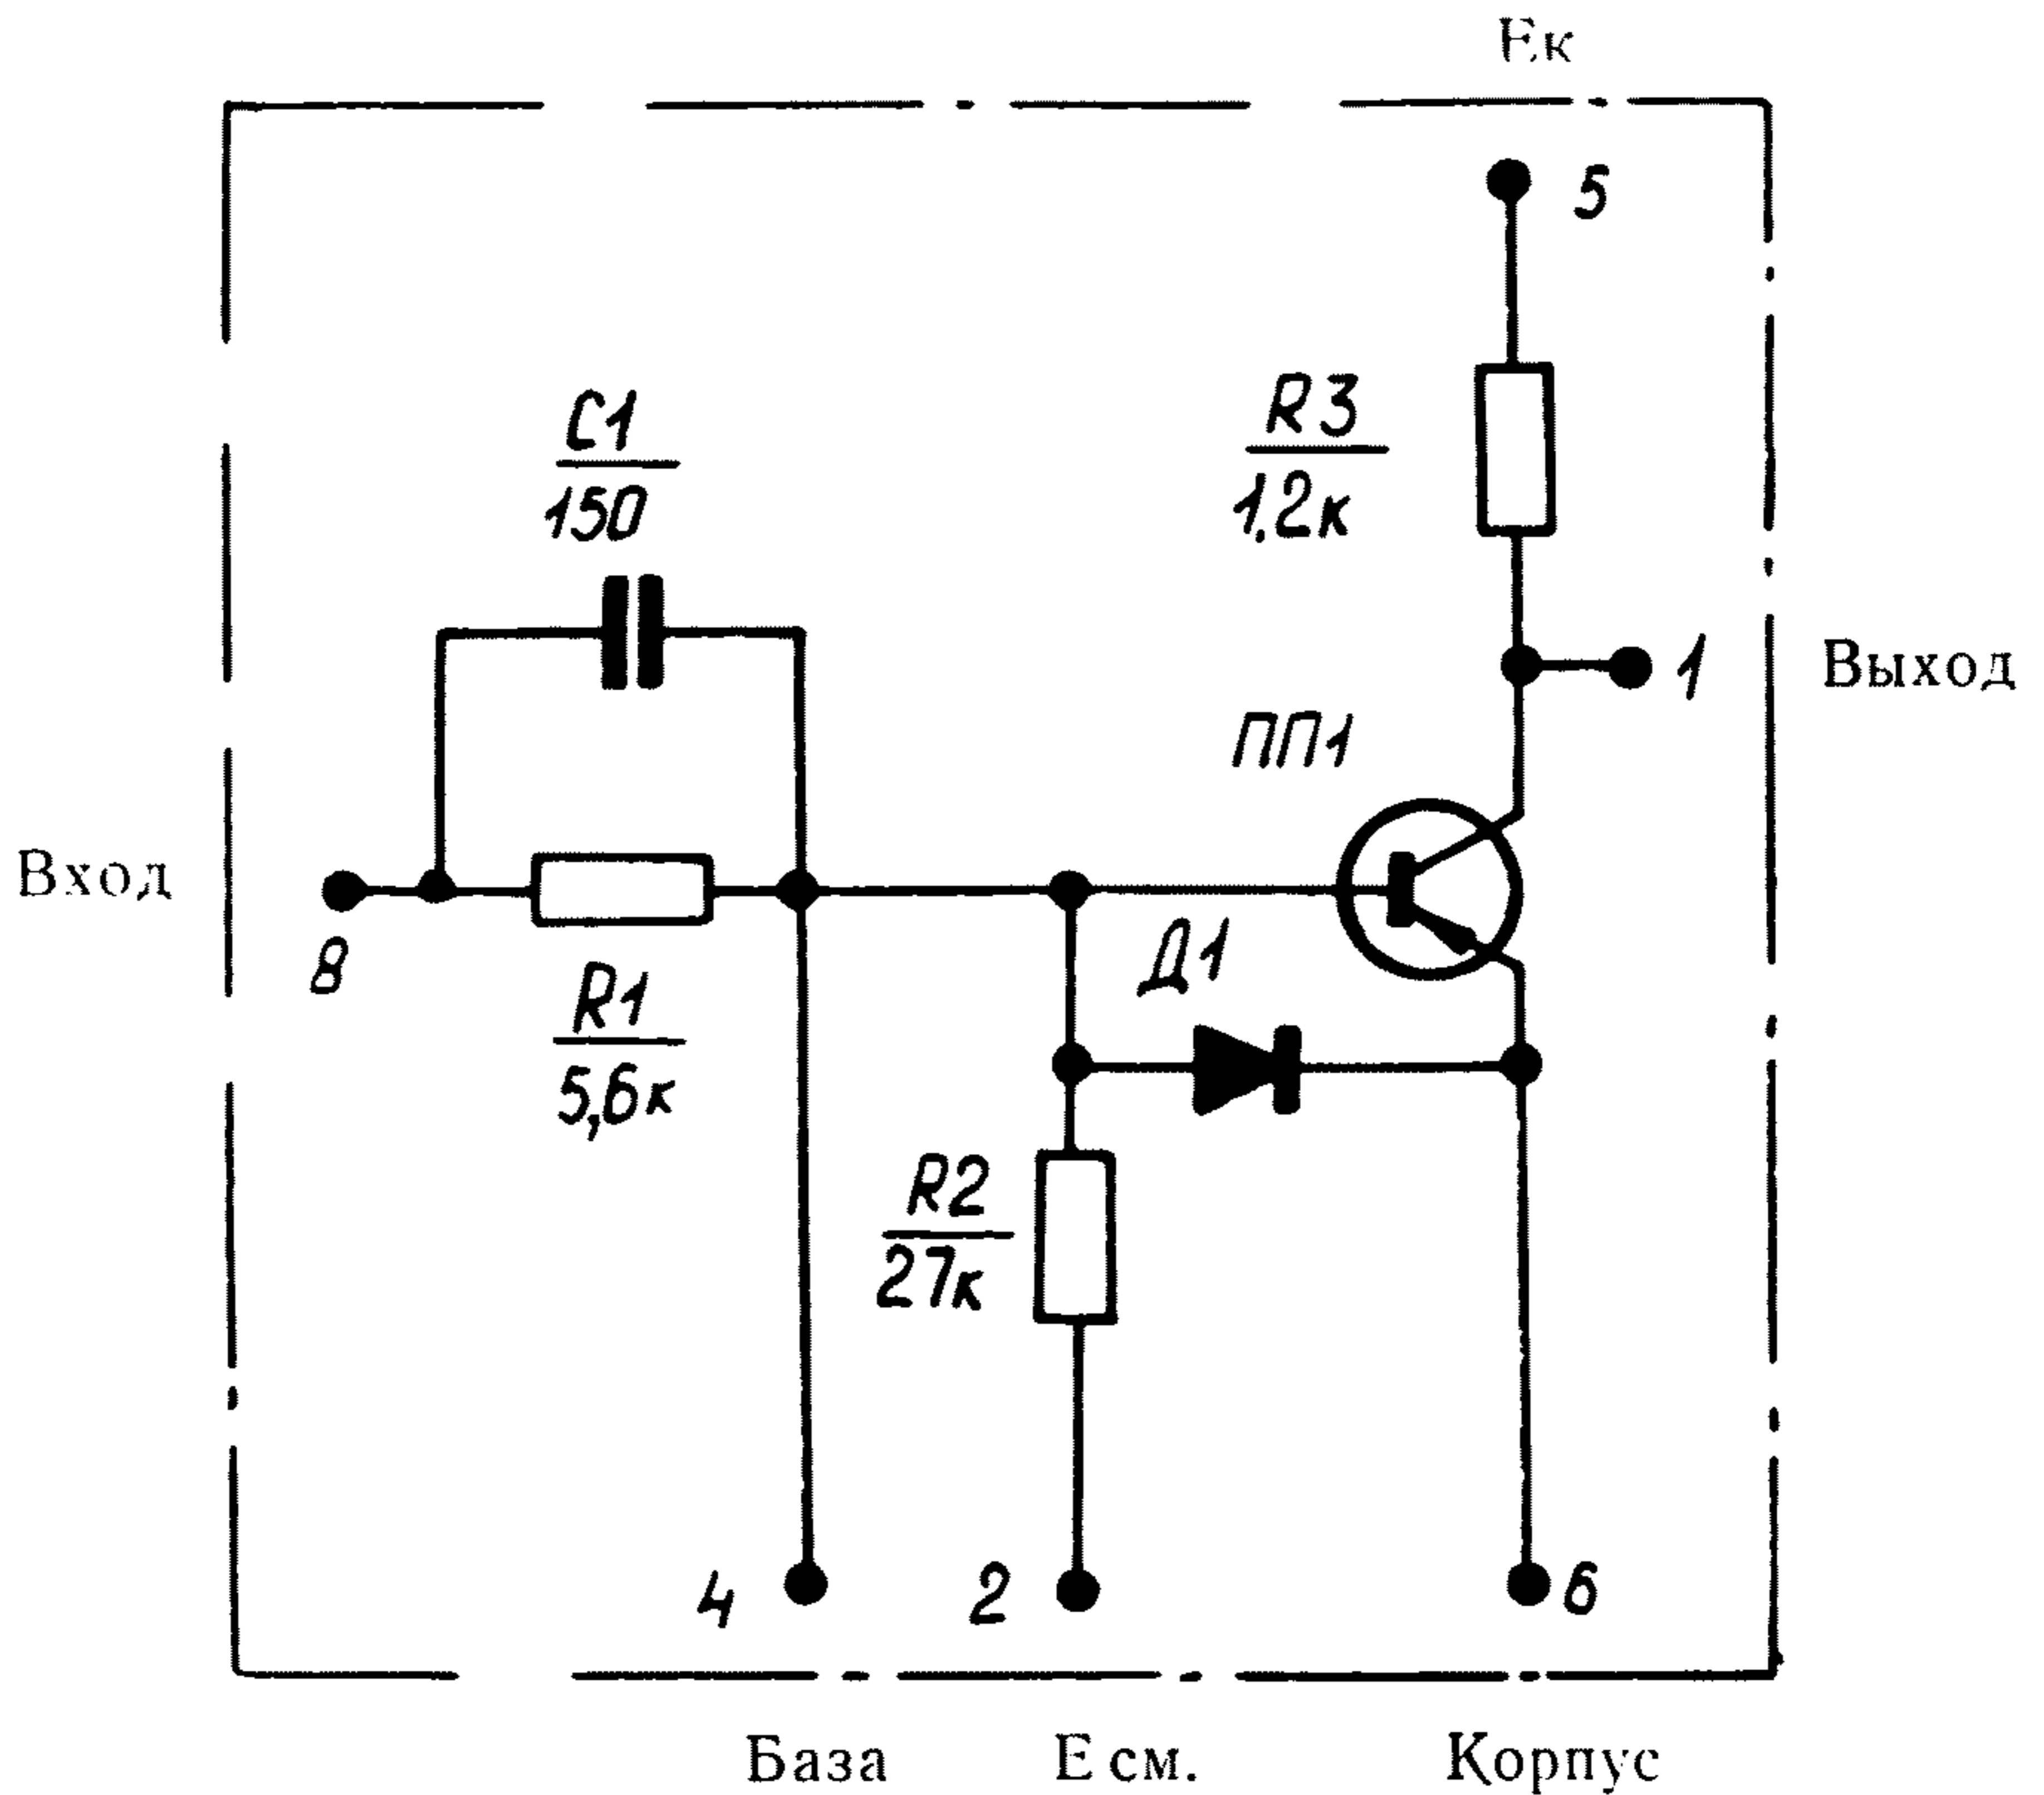 Ек
5
C1
150
R3
1.2к
1
Выход
ПП1
Вход
8
R1
5,6к
Д1
R2
27к
4
2
6
База
Е см.
Корпус